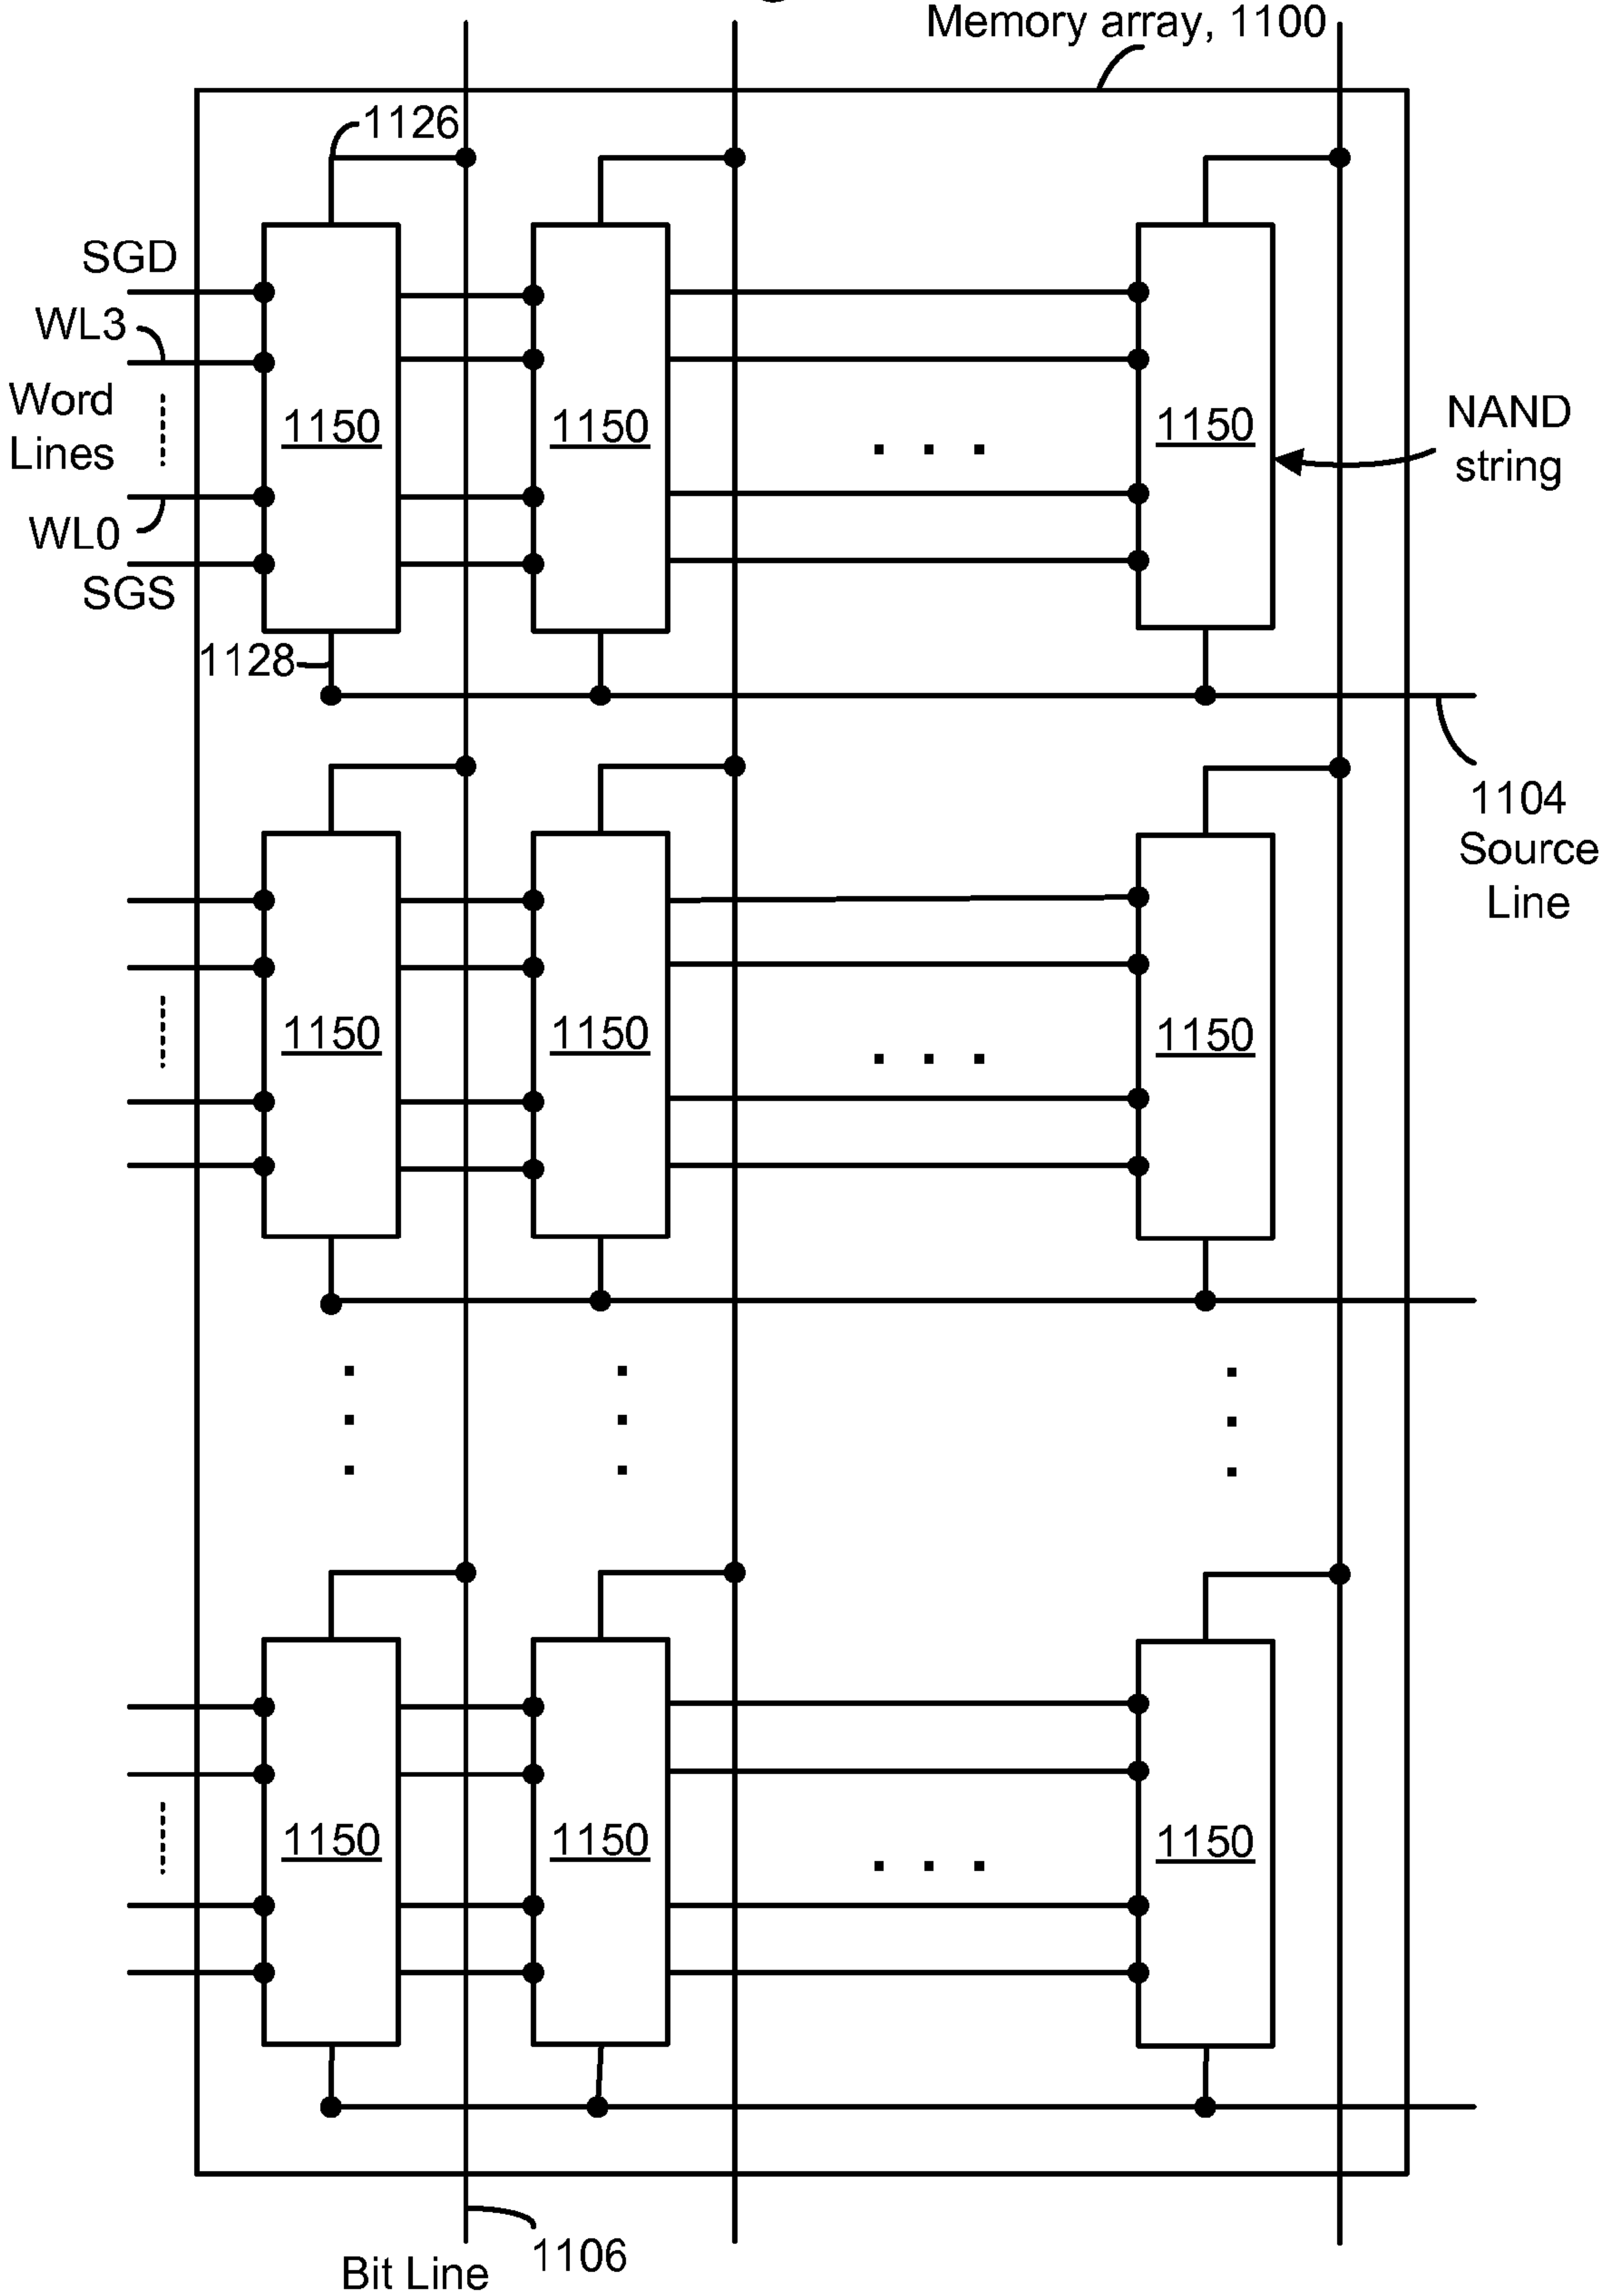 Memory array, 1100
1126
SGD
WL3
Word
Lines
WL0
SGS
1150
1150
1150
NAND
string
1128
1104
Source
Line
1150
1150
1150
1150
1150
1150
1106
Bit Line